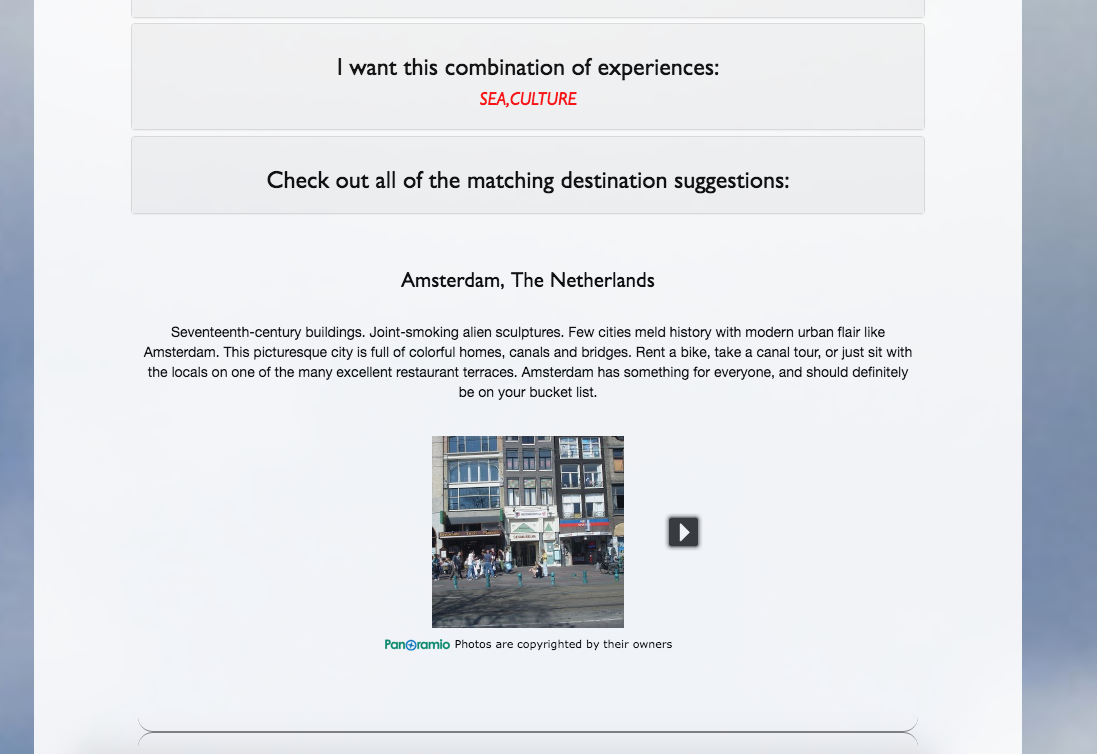 I want this combination of experiences:
SEA,CULTURE
Check out all of the matching destination suggestions:
Amsterdam, The Netherlands
Seventeenth-century buildings. Joint-smoking alien sculptures. Few cities meld history with modern urban flair like
Amsterdam. This picturesque city is full of colorful homes, canals and bridges. Rent a bike, take a canal tour, or just sit with
the locals on one of the many excellent restaurant terraces. Amsterdam has something for everyone, and should definitely
be on your bucket list.
Panoramio Photos are copyrighted by their owners